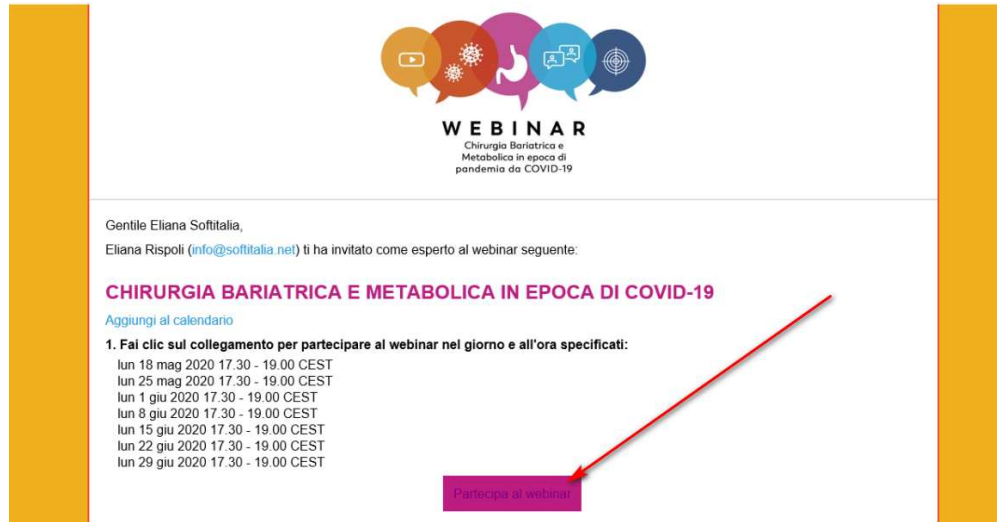 WEBINAR
Chirurgia Bariatrica e
Metabolica in epoca di
pandemia da COVID-19
Gentile Eliana Softitalia,
Eliana Rispoli (info@softitalia.net) ti ha invitato come esperto al webinar seguente:
CHIRURGIA BARIATRICA E METABOLICA IN EPOCA DI COVID-19
Aggiungi al calendario
1. Fai clic sul collegamento per partecipare al webinar nel giorno e all'ora specificati:
lun 18 mag 2020 17.30 - 19.00 CEST
lun 25 mag 2020 17.30 - 19.00 CEST
lun 1 giu 2020 17.30 - 19.00 CEST
lun 8 giu 2020 17.30 - 19.00 CEST
lun 15 giu 2020 17.30 - 19.00 CEST
lun 22 giu 2020 17.30 - 19.00 CEST
lun 29 giu 2020 17.30 - 19.00 CEST
Partecipa al webinar